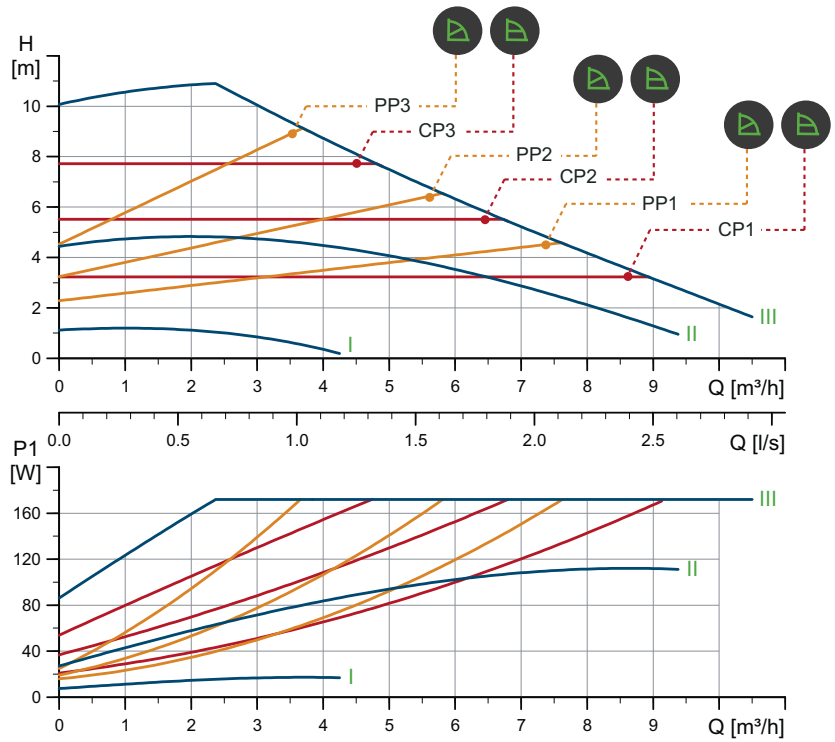 H
[m]
10
8
6
4
2
0
PP3
CP3
PP2
CP2
PP1
CP1
III
II
I
0 1 2 3 4 5 6 7 8 9 Q [m³/h]
0.0 0.5 1.0 1.5 2.0 2.5 Q [l/s]
P1
[W]
160
120
80
40
0
III
II
I
0 1 2 3 4 5 6 7 8 9 Q [m³/h]